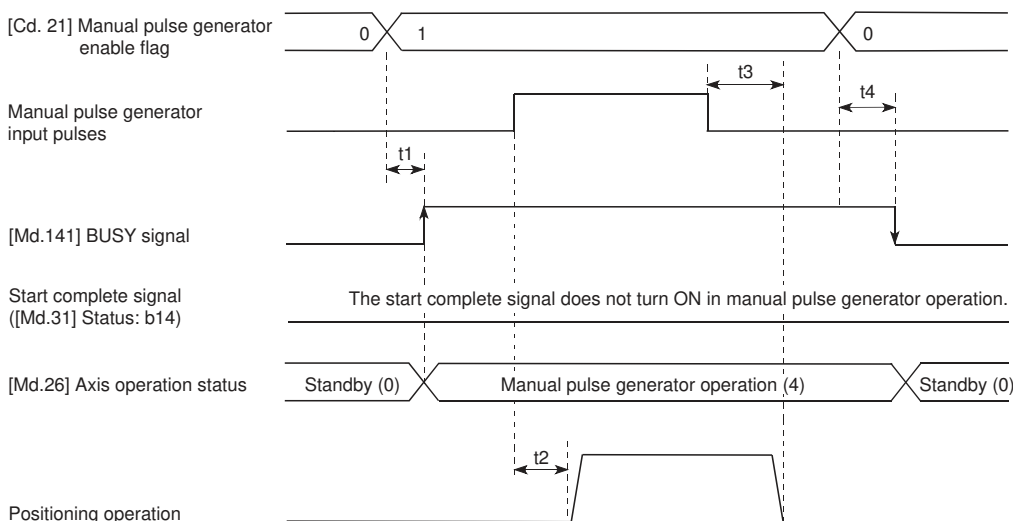 [Cd. 21] Manual pulse generator
enable flag
0
1
0
t3
t4
Manual pulse generator
input pulses
t1
[Md.141] BUSY signal
Start complete signal
([Md.31] Status: b14)
The start complete signal does not turn ON in manual pulse generator operation.
[Md.26] Axis operation status
Standby (0)
Manual pulse generator operation (4)
Standby (0)
t2
Positioning operation